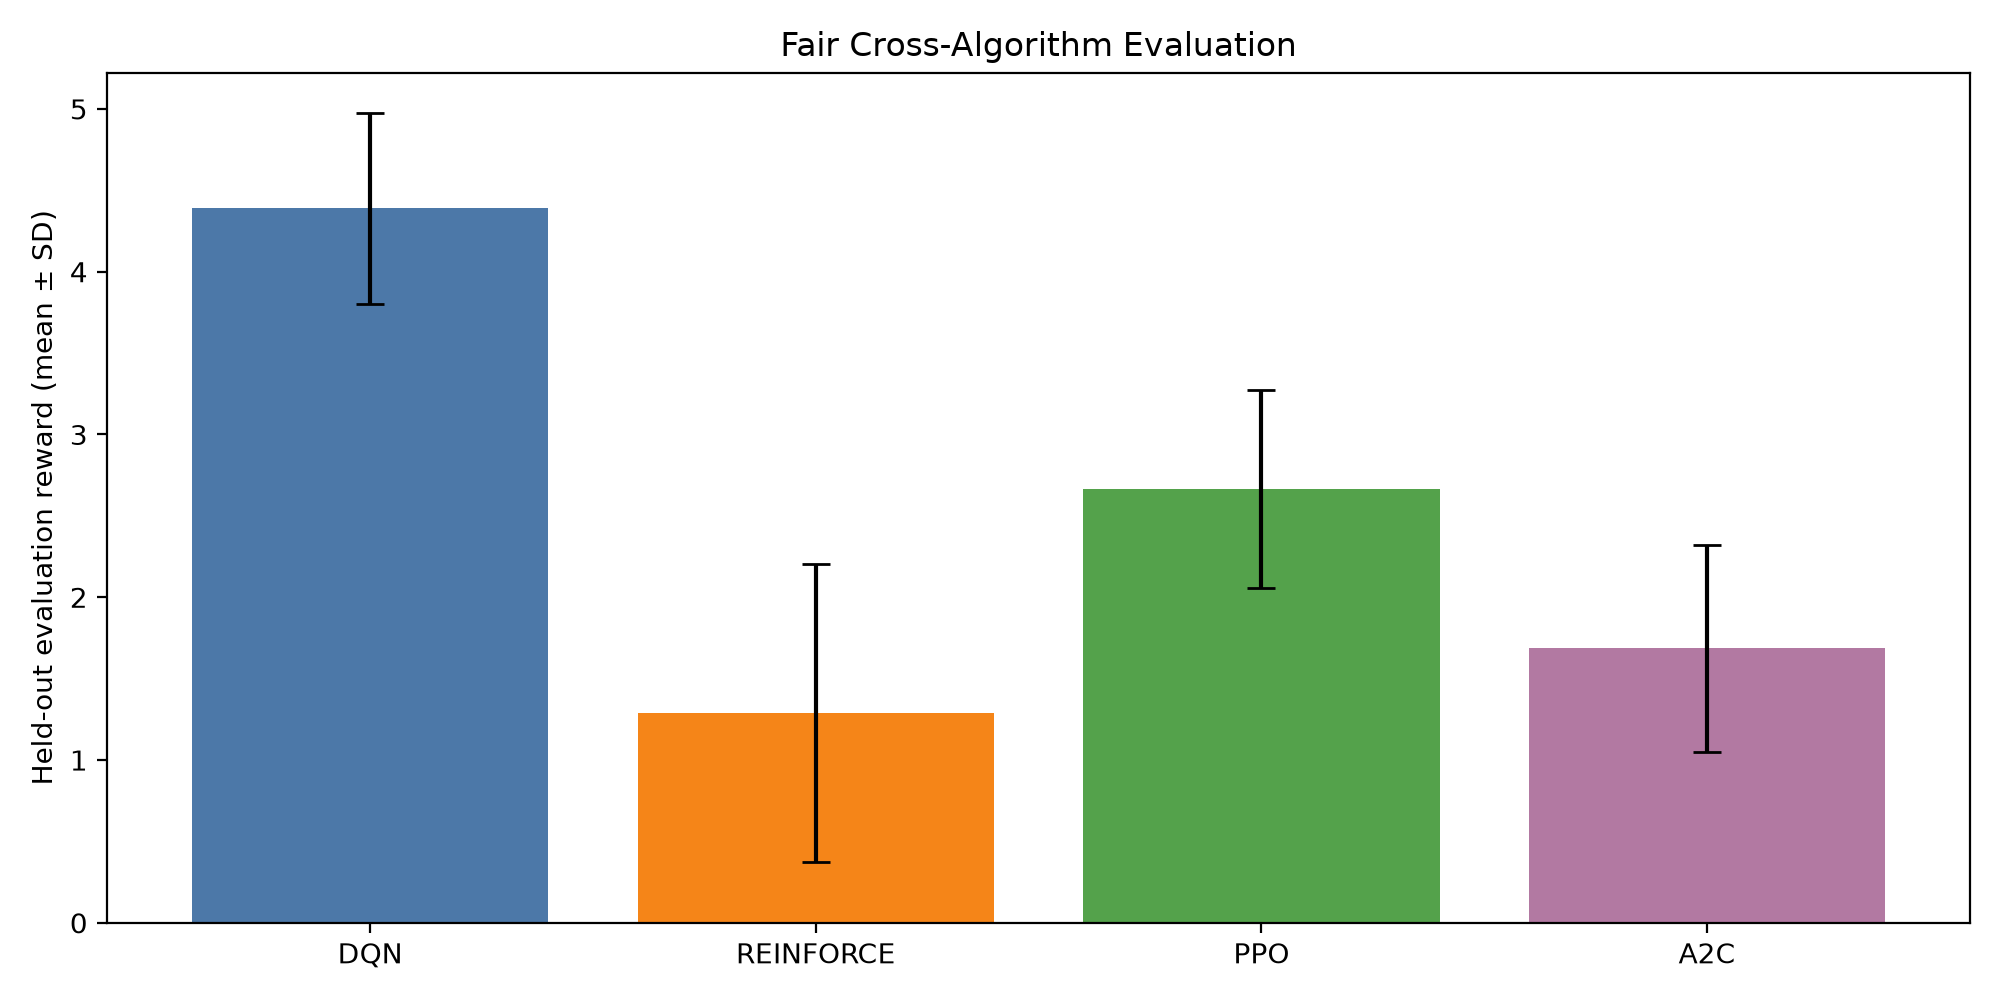 Fair Cross-Algorithm Evaluation
Held-out evaluation reward (mean ± SD)
5
4
3
2
1
0
DQN
REINFORCE
PPO
A2C